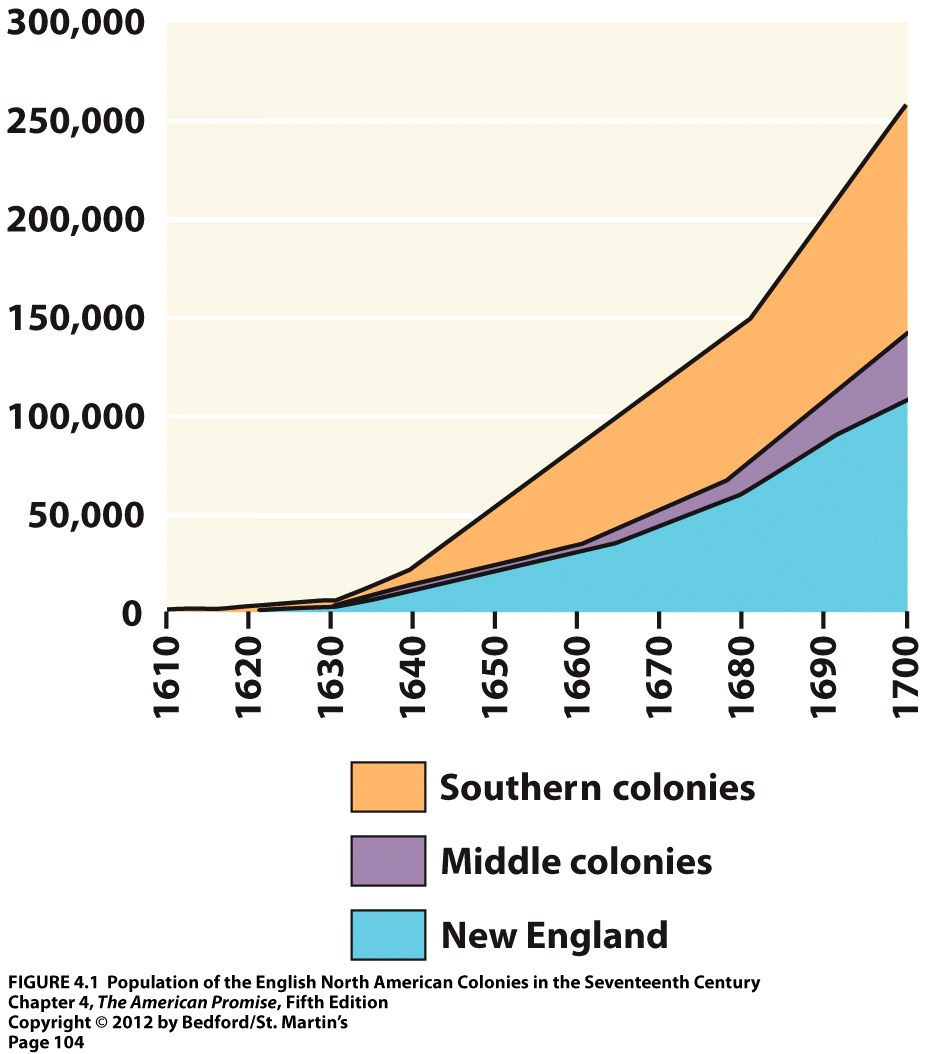 300,000
250,000
200,000
150,000
100,000
50,000
0
1610
1620
1630
1640
1650
1660
1670
1680
1690
1700
Southern colonies
Middle colonies
New England
FIGURE 4.1 Population of the English North American Colonies in the Seventeenth Century
Chapter 4, The American Promise, Fifth Edition
Copyright © 2012 by Bedford/St. Martin's
Page 104